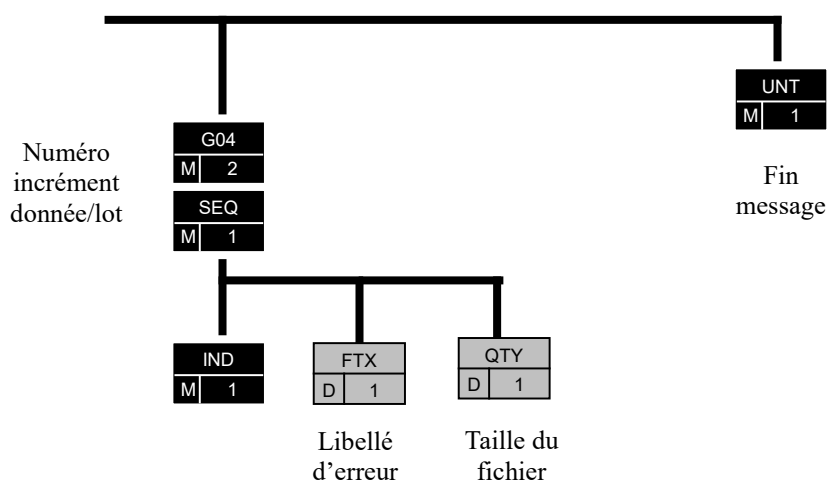 UNT
M 1
G04
M 2
Numéro
incrément
donnée/lot
Fin
message
SEQ
M 1
IND
M 1
FTX
D 1
QTY
D 1
Libellé
d’erreur
Taille du
fichier